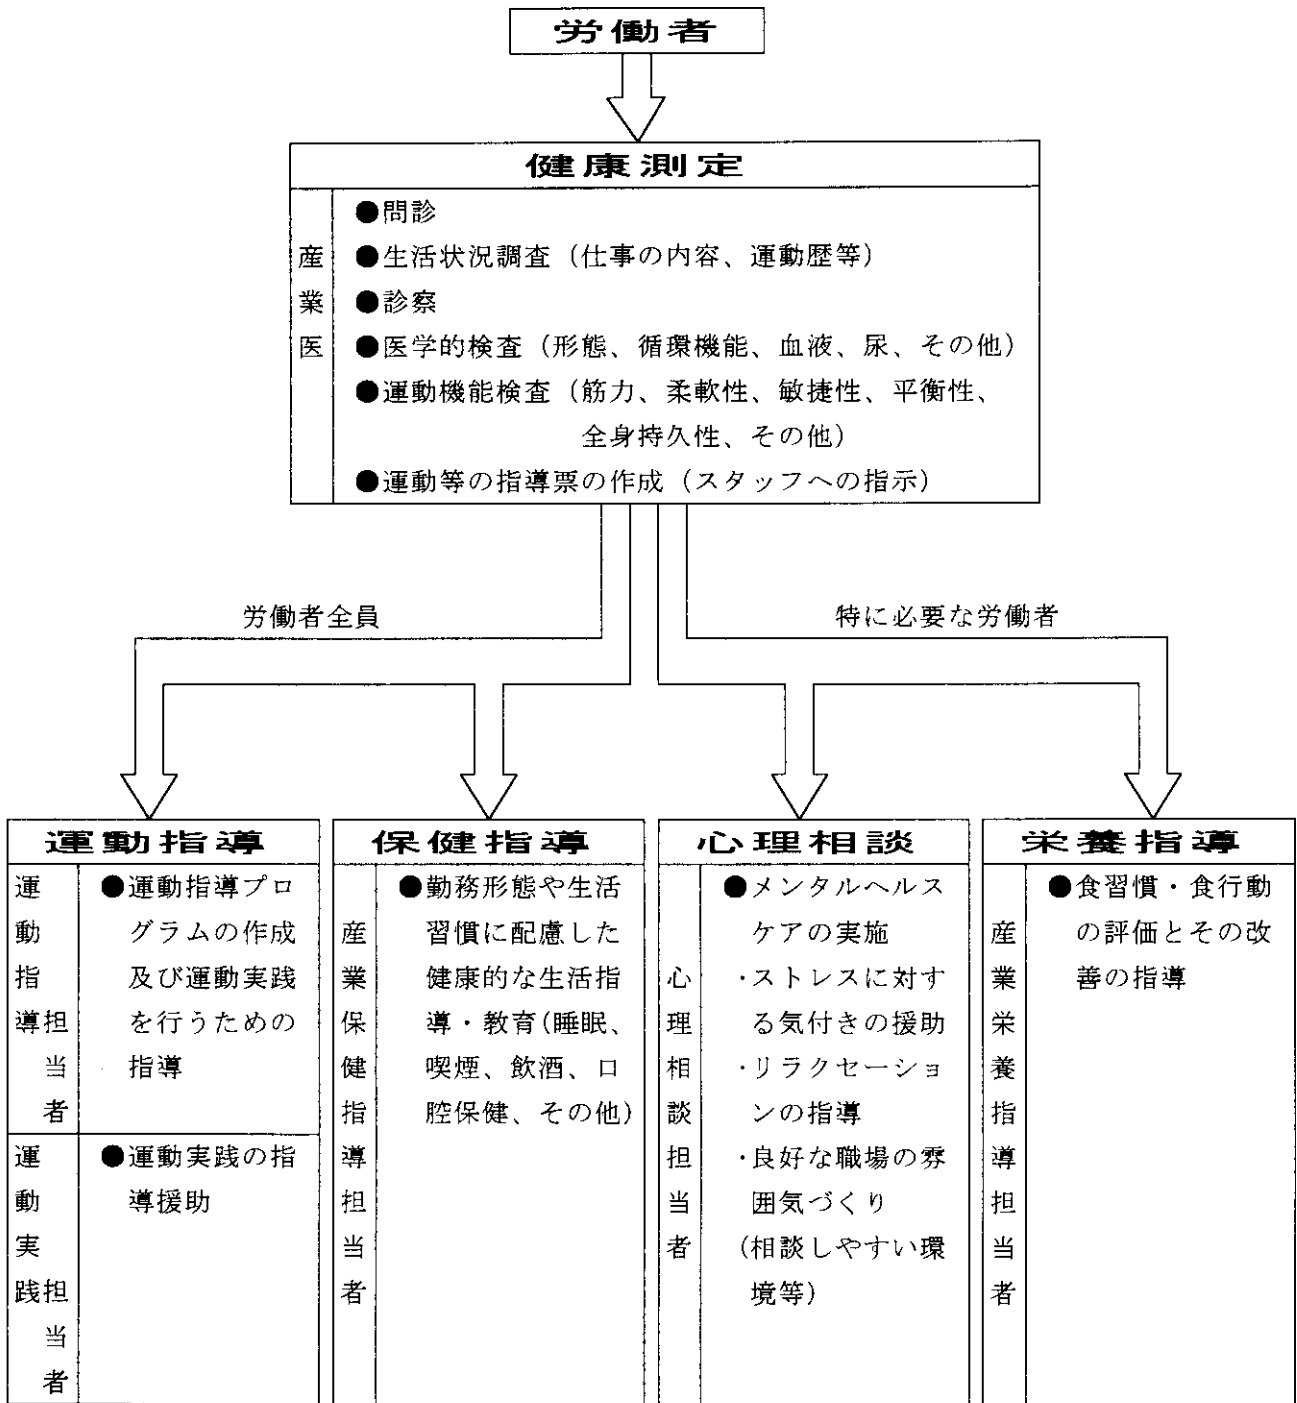 労働者
健康測定
産業医
●問診
●生活状況調査（仕事の内容、運動歴等）
●診察
●医学的検査（形態、循環機能、血液、尿、その他）
●運動機能検査（筋力、柔軟性、敏捷性、平衡性、
全身持久性、その他）
●運動等の指導票の作成（スタッフへの指示）
労働者全員
特に必要な労働者
運動指導
運動指導担当者
●運動指導プロ
グラムの作成
及び運動実践
を行うための
指導
運動実践担当者
●運動実践の指
導援助
保健指導
産業保健指導担当者
●勤務形態や生活
習慣に配慮した
健康的な生活指
導・教育(睡眠、
喫煙、飲酒、口
腔保健、その他)
心理相談
心理相談担当者
●メンタルヘルス
ケアの実施
・ストレスに対す
る気付きの援助
・リラクセーショ
ンの指導
・良好な職場の雰
囲気づくり
(相談しやすい環
境等)
栄養指導
産業栄養指導担当者
●食習慣・食行動
の評価とその改
善の指導